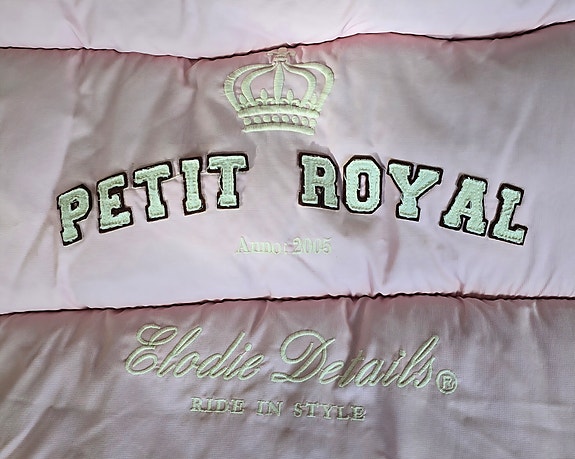 PETIT ROYAL
Anno: 2005
Elodie Details®
RIDE IN STYLE